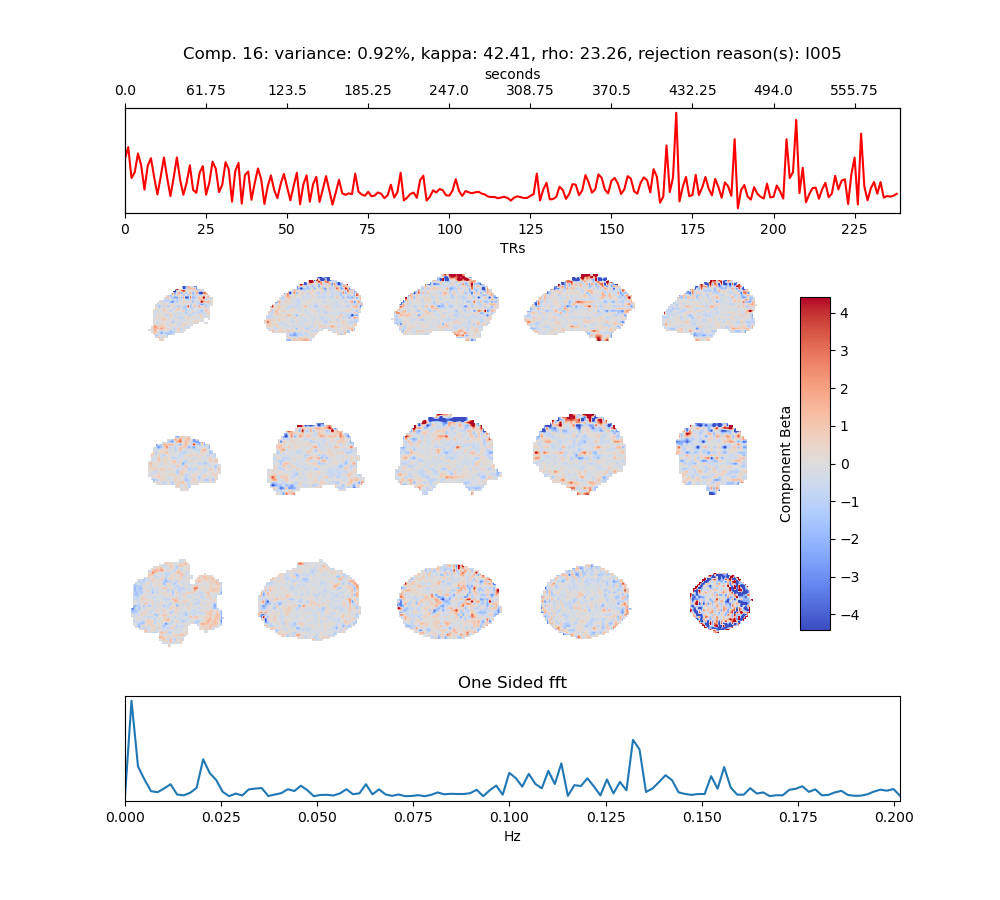 Comp. 16: variance: 0.92%, kappa: 42.41, rho: 23.26, rejection reason(s): I005
seconds
0.0 61.75 123.5 185.25 247.0 308.75 370.5 432.25 494.0 555.75
0 25 50 75 100 125 150 175 200 225
TRs
4
3
2
1
0
−1
−2
−3
−4
Component Beta
One Sided fft
0.000 0.025 0.050 0.075 0.100 0.125 0.150 0.175 0.200
Hz